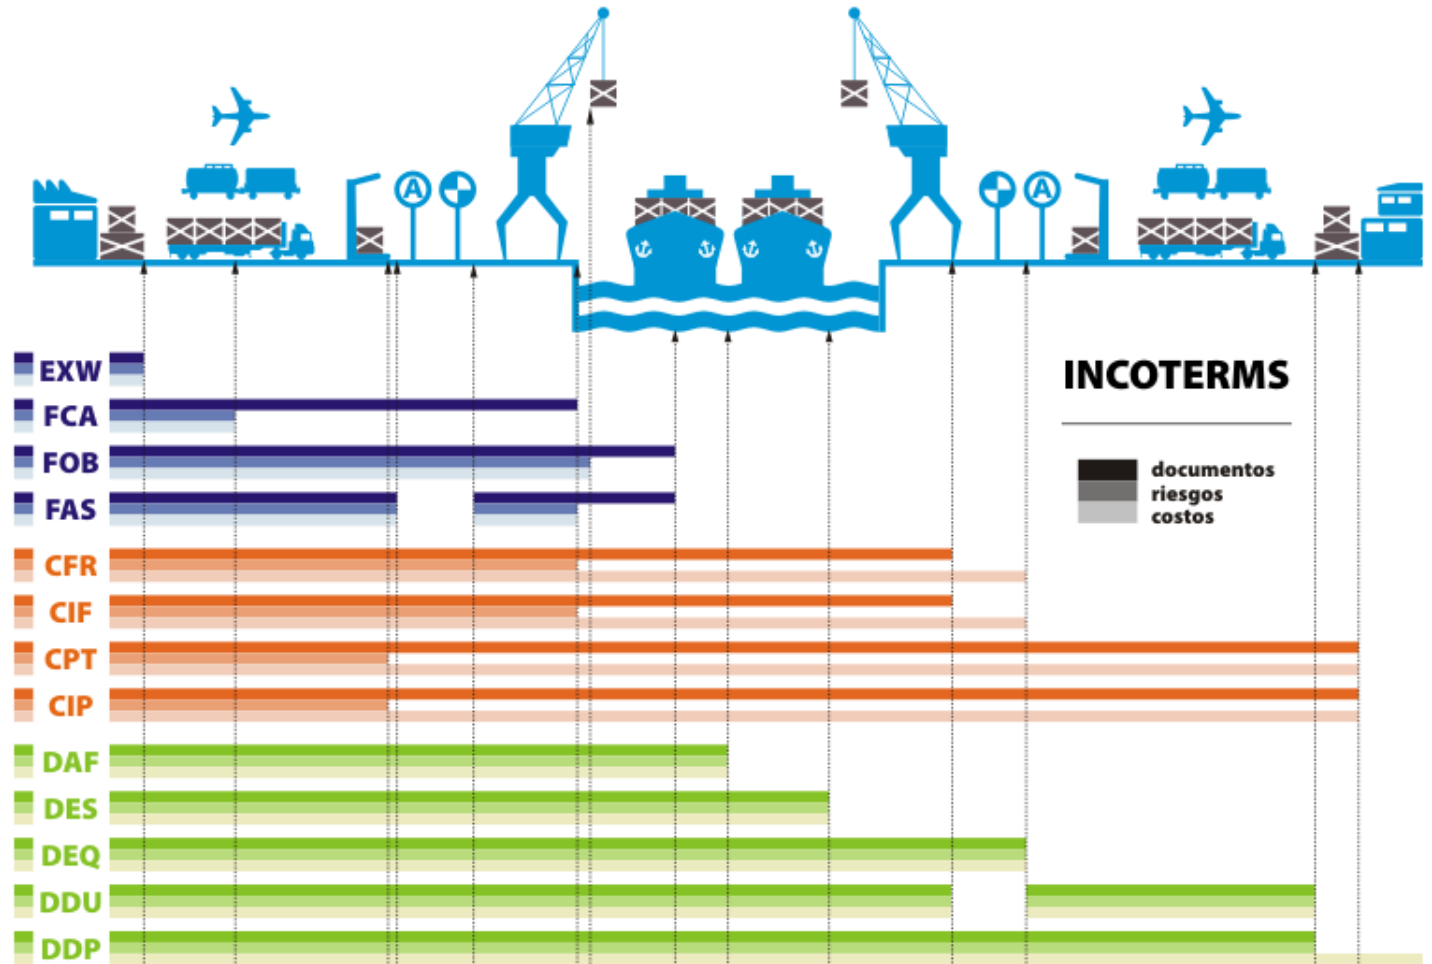 A
A
EXW
INCOTERMS
FCA
FOB
documentos
riesgos
costos
FAS
CFR
CIF
CPT
CIP
DAF
DES
DEQ
DDU
DDP